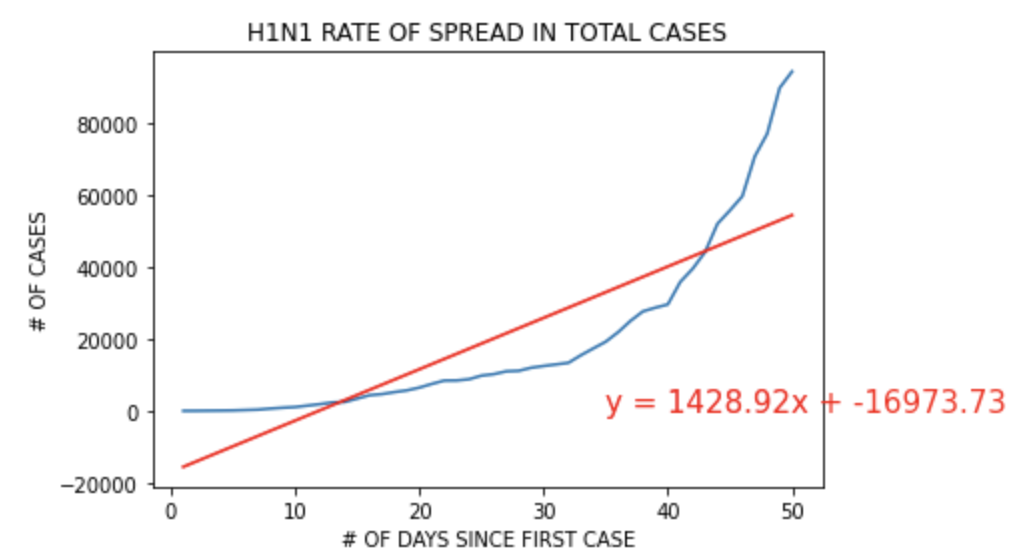 H1N1 RATE OF SPREAD IN TOTAL CASES
80000
60000
40000
20000
0
−20000
# OF CASES
y = 1428.92x + -16973.73
0 10 20 30 40 50
# OF DAYS SINCE FIRST CASE